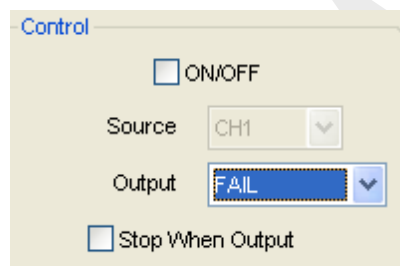 Control
ON/OFF
Source CH1
Output FAIL
Stop When Output